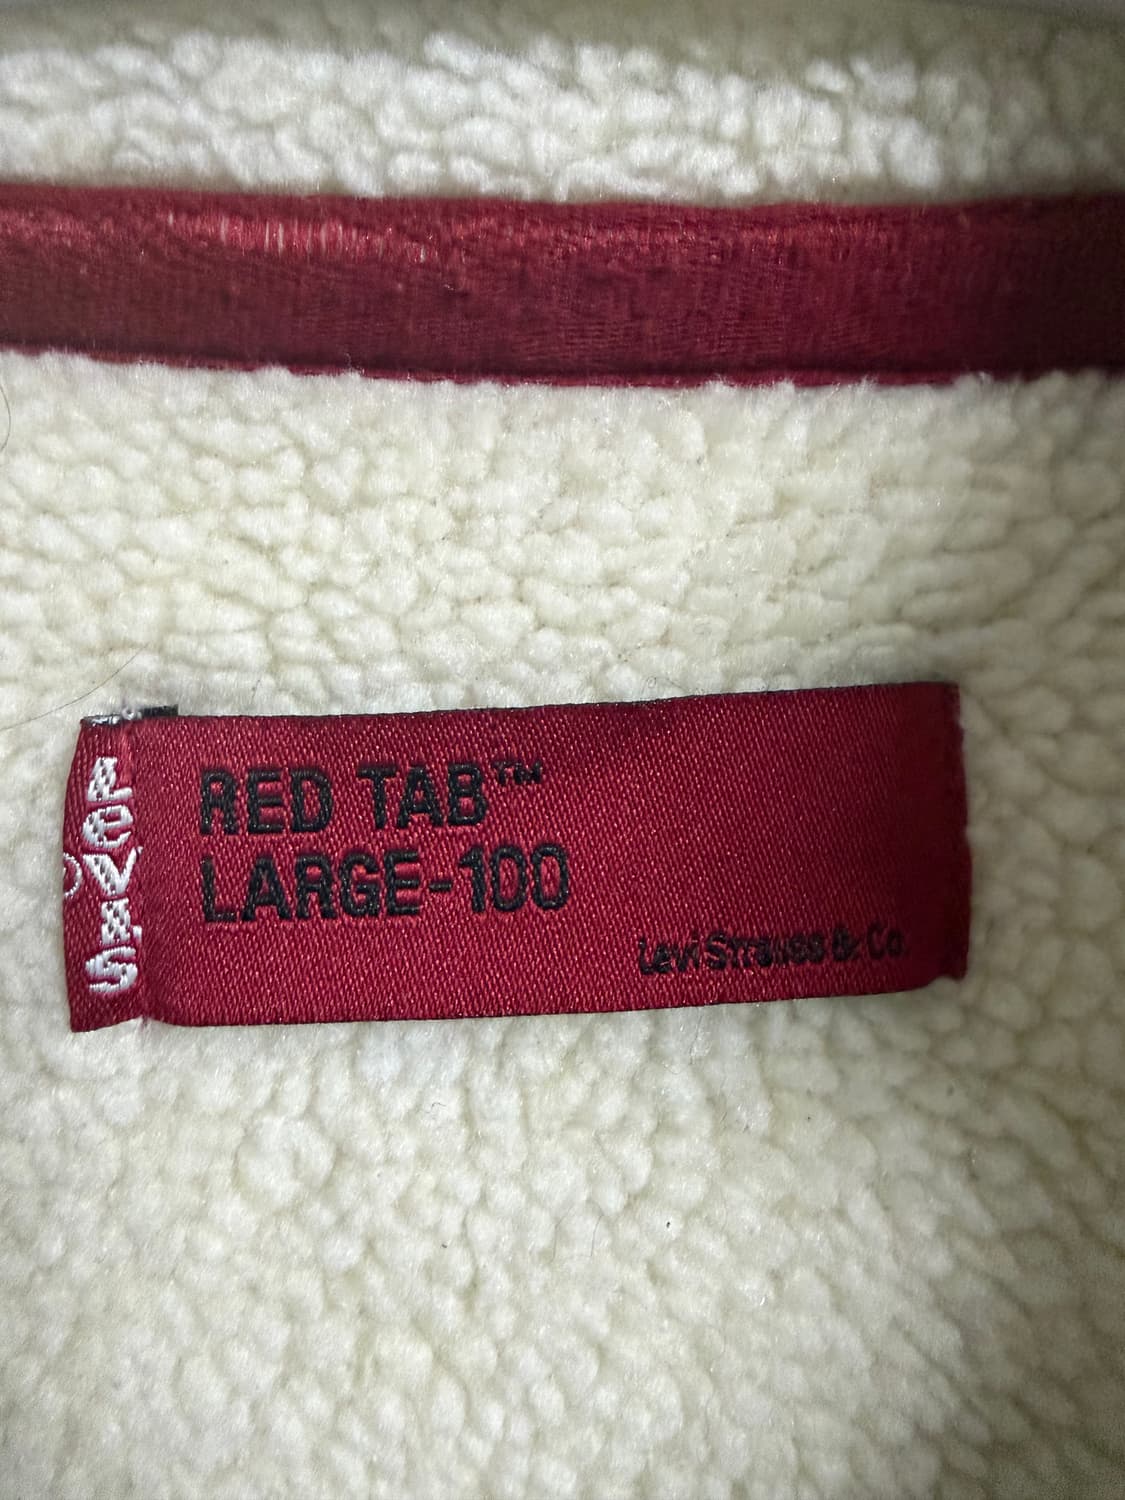 LEVI'S
RED TAB™
LARGE-100
Levi Strauss & Co